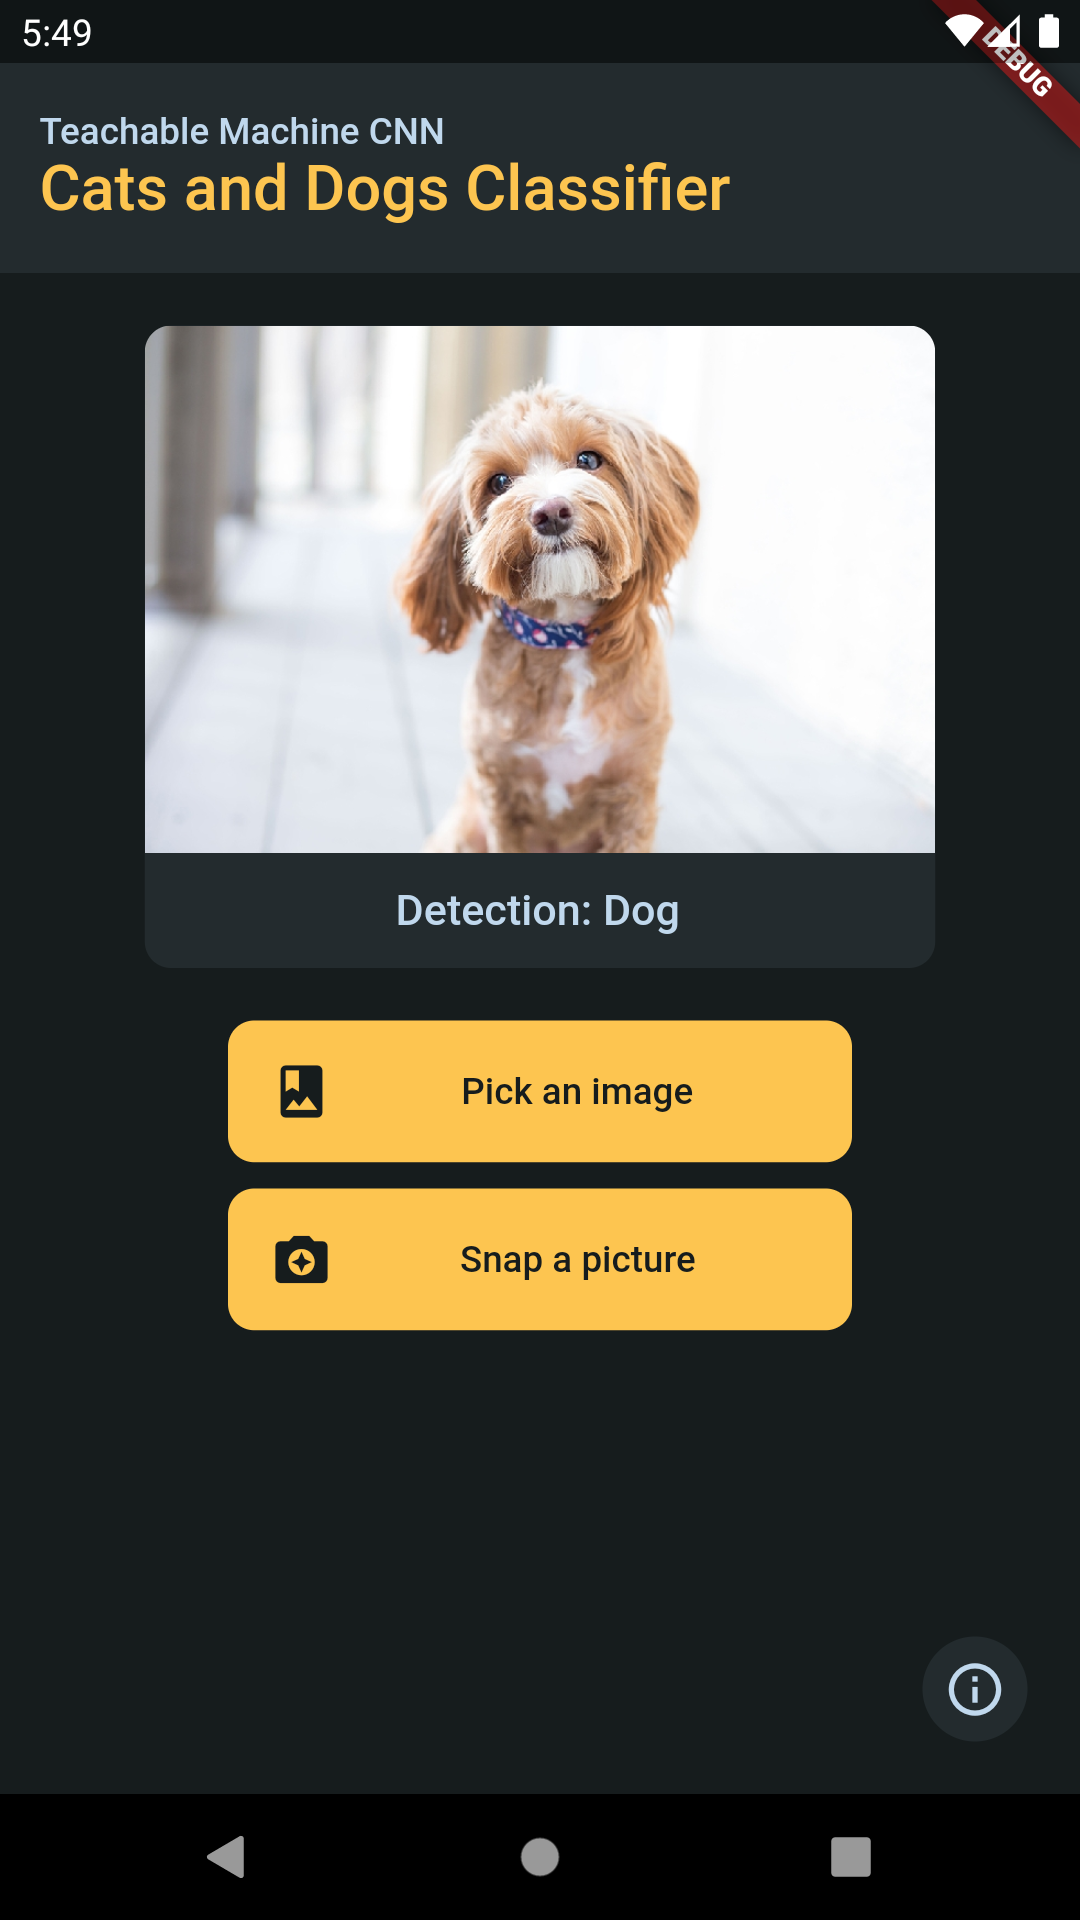 5:49
DEBUG
Teachable Machine CNN
Cats and Dogs Classifier
Detection: Dog
Pick an image
Snap a picture